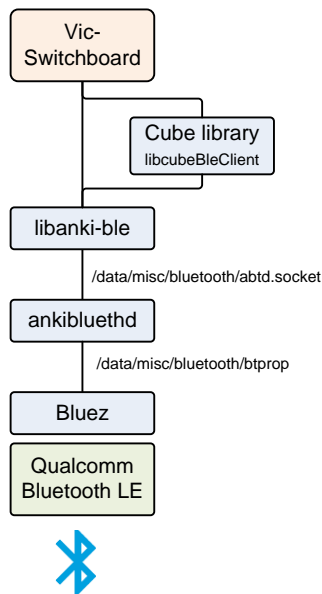 Vic-
Switchboard
Cube library
libcubeBleClient
libanki-ble
/data/misc/bluetooth/abtd.socket
ankibluethd
/data/misc/bluetooth/btprop
Bluez
Qualcomm
Bluetooth LE